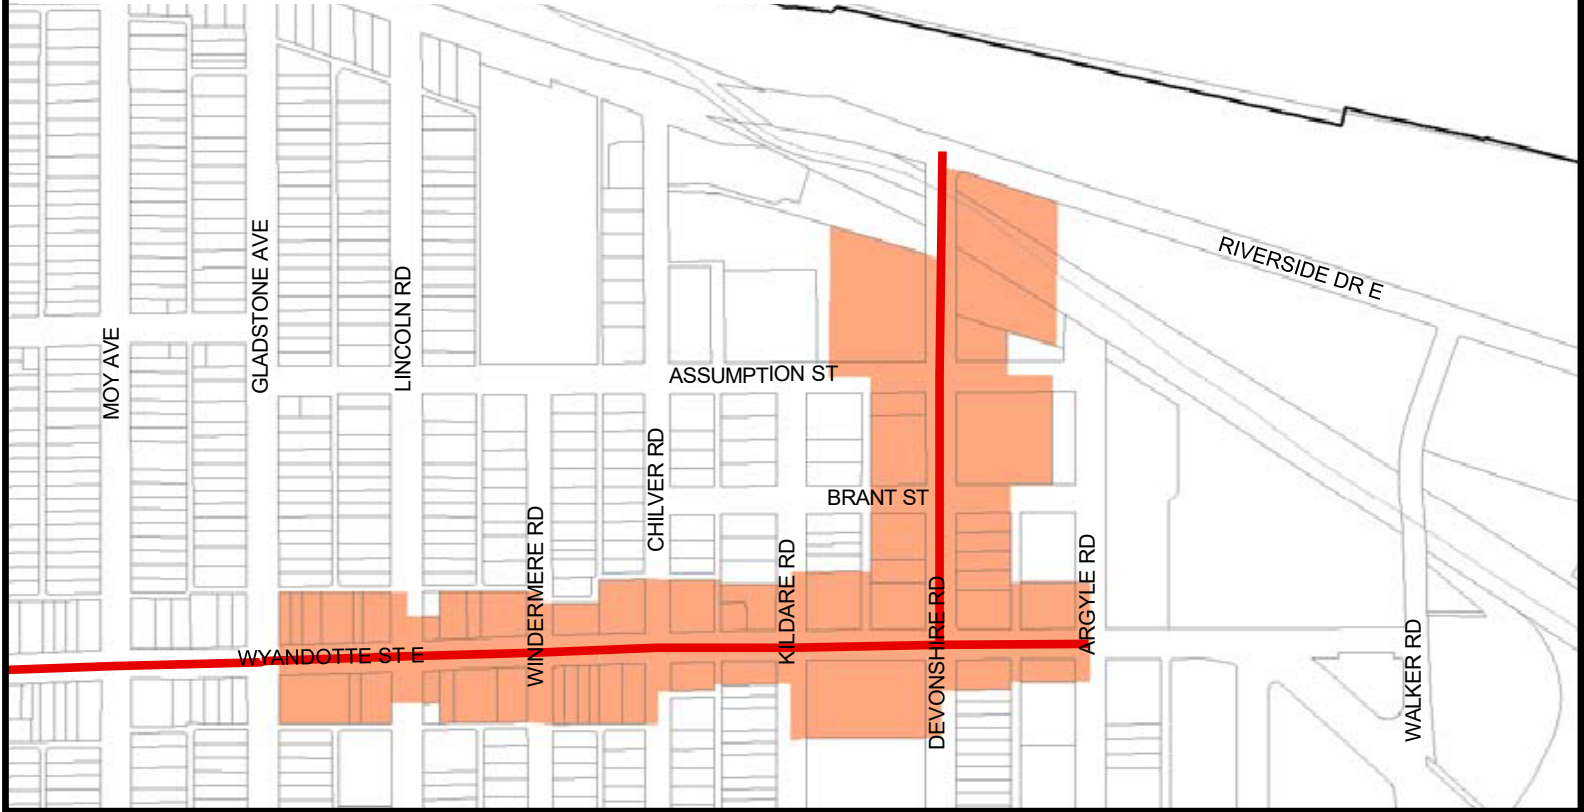 RIVERSIDE DR E
GLADSTONE AVE
LINCOLN RD
MOY AVE
ASSUMPTION ST
CHILVER RD
BRANT ST
WINDERMERE RD
KILDARE RD
ARGYLE RD
DEVONSHIRE RD
WYANDOTTE ST E
WALKER RD